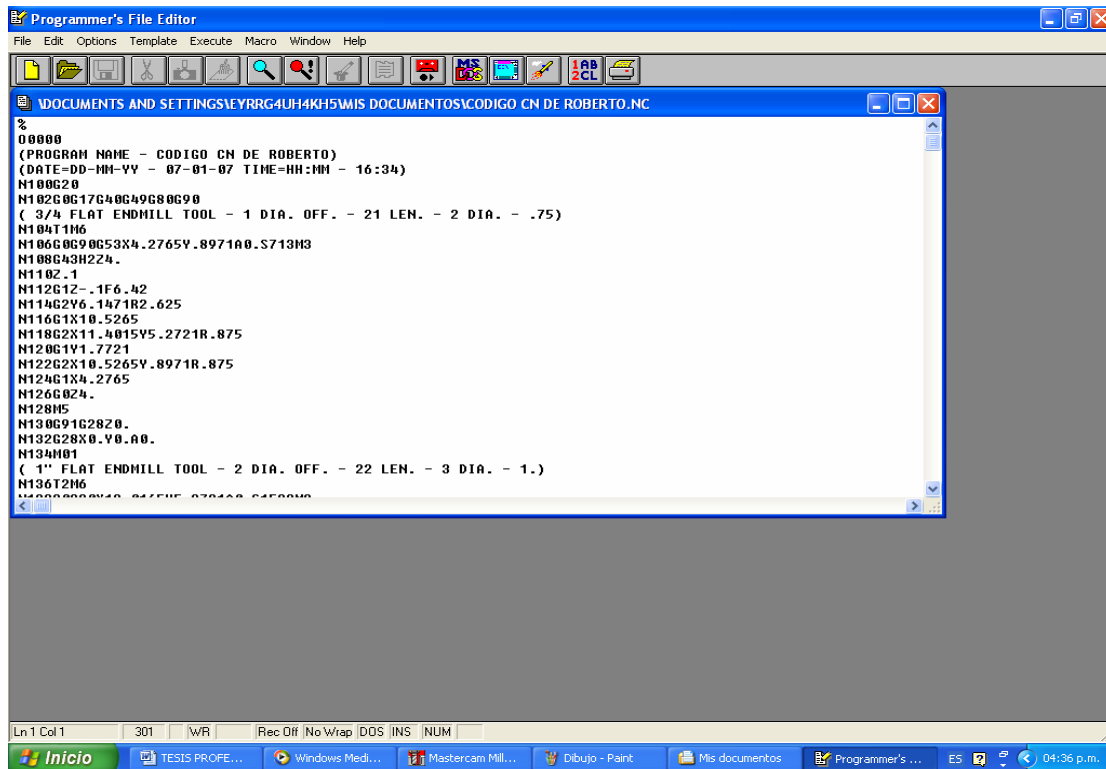 Programmer's File Editor
File Edit Options Template Execute Macro Window Help
MS DOS 1AB 2CL
\DOCUMENTS AND SETTINGS\EYRRG4UH4KH5\MIS DOCUMENTOS\CODIGO CN DE ROBERTO.NC
%
O0000
(PROGRAM NAME - CODIGO CN DE ROBERTO)
(DATE=DD-MM-YY - 07-01-07 TIME=HH:MM - 16:34)
N100G20
N102G0G17G40G49G80G90
( 3/4 FLAT ENDMILL TOOL - 1 DIA. OFF. - 21 LEN. - 2 DIA. - .75)
N104T1M6
N106G0G90G53X4.2765Y.8971A0.S713M3
N108G43H2Z4.
N110Z.1
N112G1Z-.1F6.42
N114G2Y6.1471R2.625
N116G1X10.5265
N118G2X11.4015Y5.2721R.875
N120G1Y1.7721
N122G2X10.5265Y.8971R.875
N124G1X4.2765
N126G0Z4.
N128M5
N130G91G28Z0.
N132G28X0.Y0.A0.
N134M01
( 1" FLAT ENDMILL TOOL - 2 DIA. OFF. - 22 LEN. - 3 DIA. - 1.)
N136T2M6
Ln 1 Col 1 301 WR Rec Off No Wrap DOS INS NUM
Inicio TESIS PROFE... Windows Medi... Mastercam Mill... Dibujo - Paint Mis documentos Programmer's ... ES 04:36 p.m.